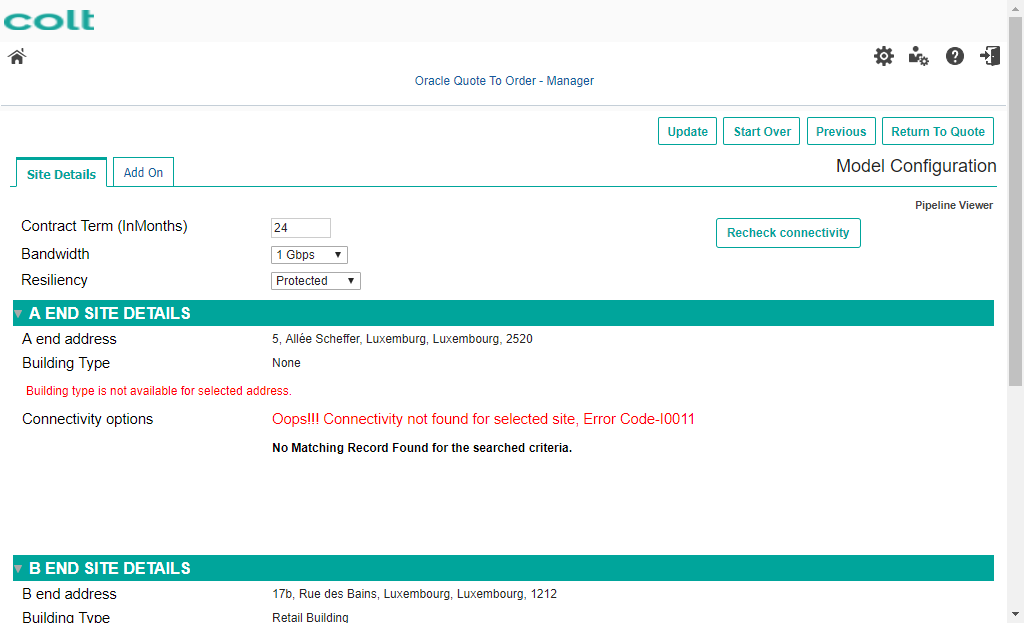 colt
Oracle Quote To Order - Manager
Update Start Over Previous Return To Quote
Site Details Add On Model Configuration
Pipeline Viewer
Contract Term (InMonths) 24 Recheck connectivity
Bandwidth 1 Gbps
Resiliency Protected
A END SITE DETAILS
A end address 5, Allée Scheffer, Luxemburg, Luxembourg, 2520
Building Type None
Building type is not available for selected address.
Connectivity options Oops!!! Connectivity not found for selected site, Error Code-I0011
No Matching Record Found for the searched criteria.
B END SITE DETAILS
B end address 17b, Rue des Bains, Luxembourg, Luxembourg, 1212
Building Type Retail Building